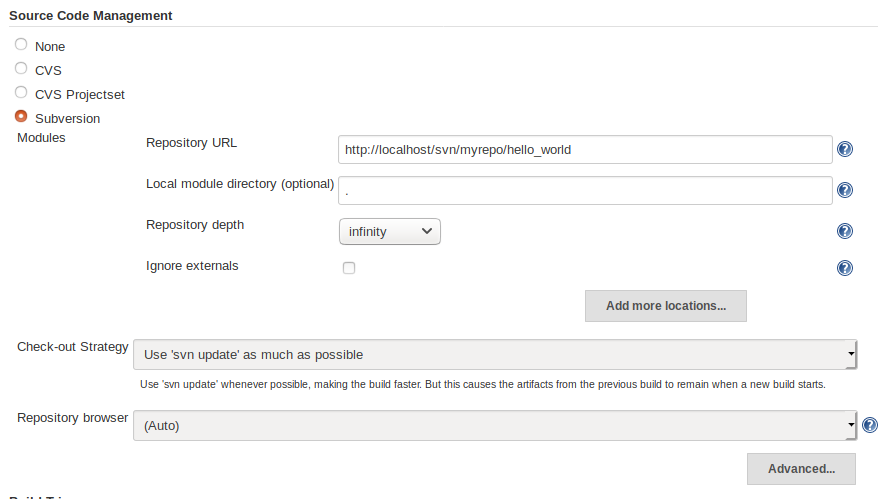 Source Code Management
None
CVS
CVS Projectset
Subversion
Modules
Repository URL
http://localhost/svn/myrepo/hello_world
?
Local module directory (optional)
.
?
Repository depth
infinity
?
Ignore externals
?
Add more locations...
Check-out Strategy
Use 'svn update' as much as possible
Use 'svn update' whenever possible, making the build faster. But this causes the artifacts from the previous build to remain when a new build starts.
Repository browser
(Auto)
?
Advanced...